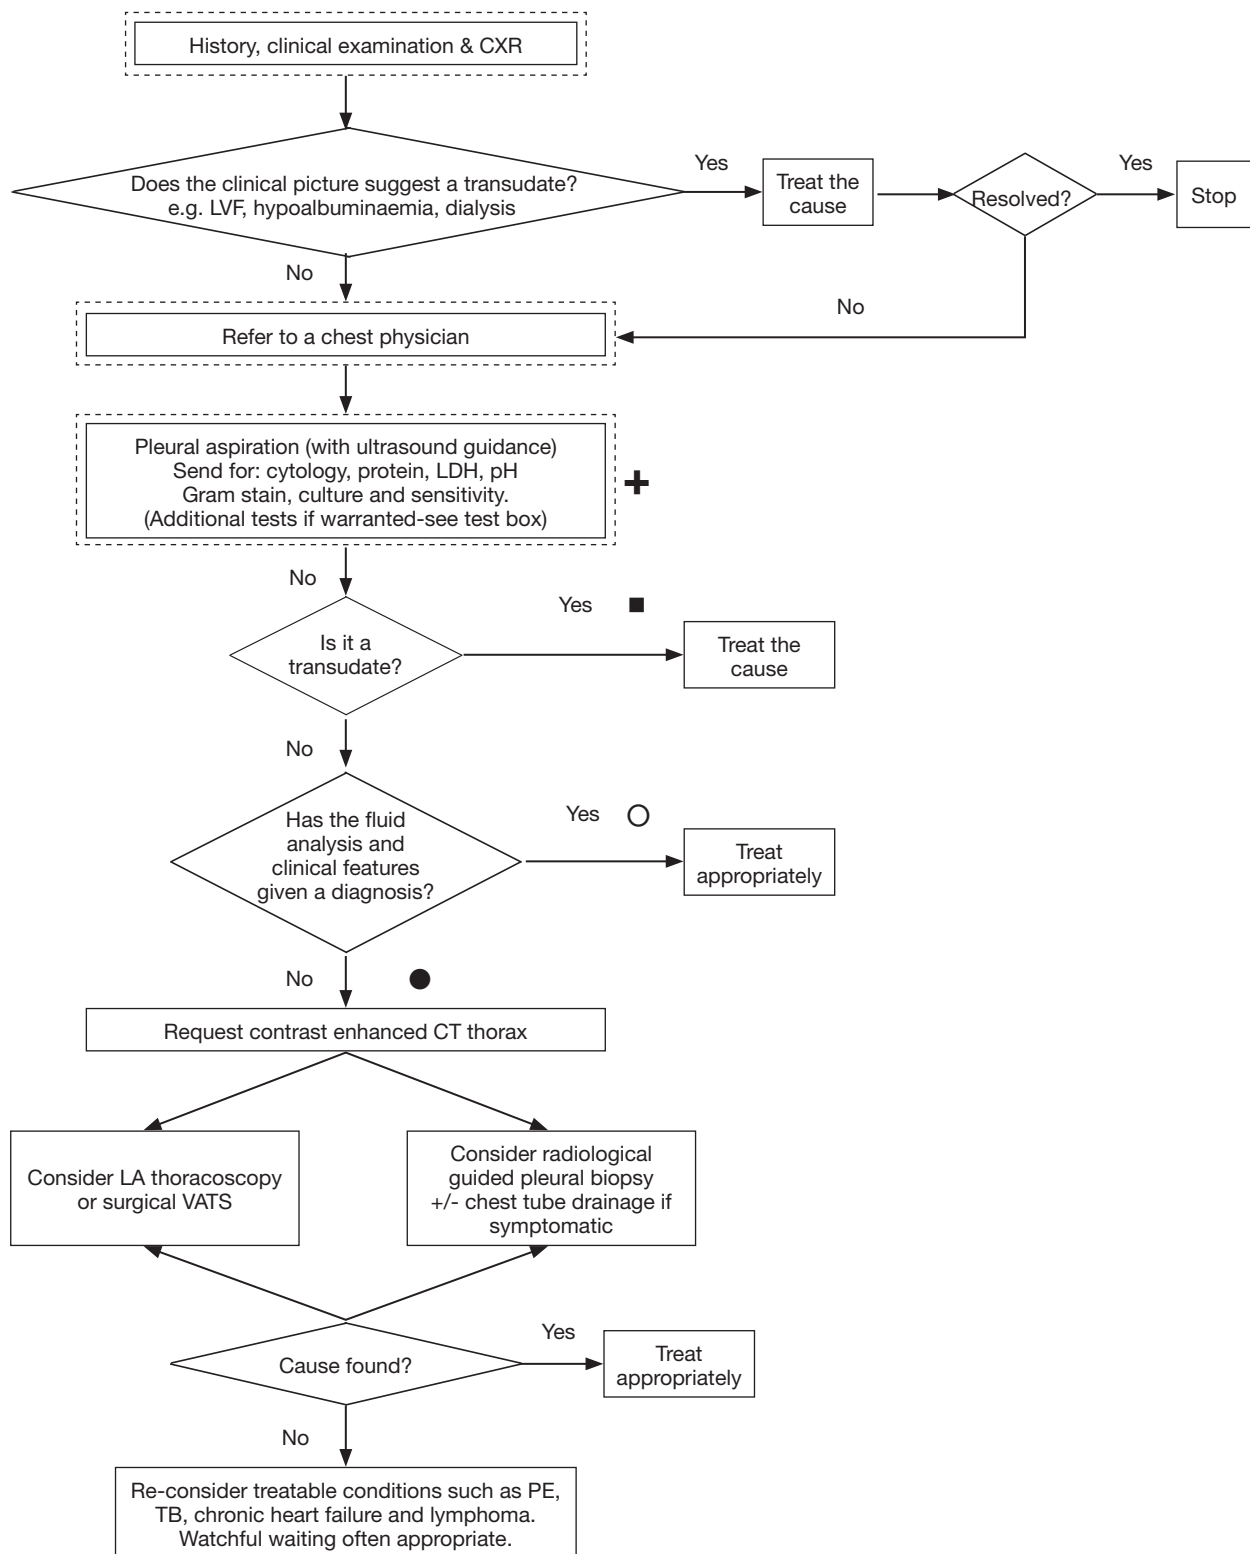 History, clinical examination & CXR
Does the clinical picture suggest a transudate?
e.g. LVF, hypoalbuminaemia, dialysis
Yes
Treat the
cause
Resolved?
Yes
Stop
No
No
Refer to a chest physician
Pleural aspiration (with ultrasound guidance)
Send for: cytology, protein, LDH, pH
Gram stain, culture and sensitivity.
(Additional tests if warranted-see test box)
No
Is it a
transudate?
Yes
Treat the
cause
No
Has the fluid
analysis and
clinical features
given a diagnosis?
Yes
Treat
appropriately
No
Request contrast enhanced CT thorax
Consider LA thoracoscopy
or surgical VATS
Consider radiological
guided pleural biopsy
+/- chest tube drainage if
symptomatic
Cause found?
Yes
Treat
appropriately
No
Re-consider treatable conditions such as PE,
TB, chronic heart failure and lymphoma.
Watchful waiting often appropriate.